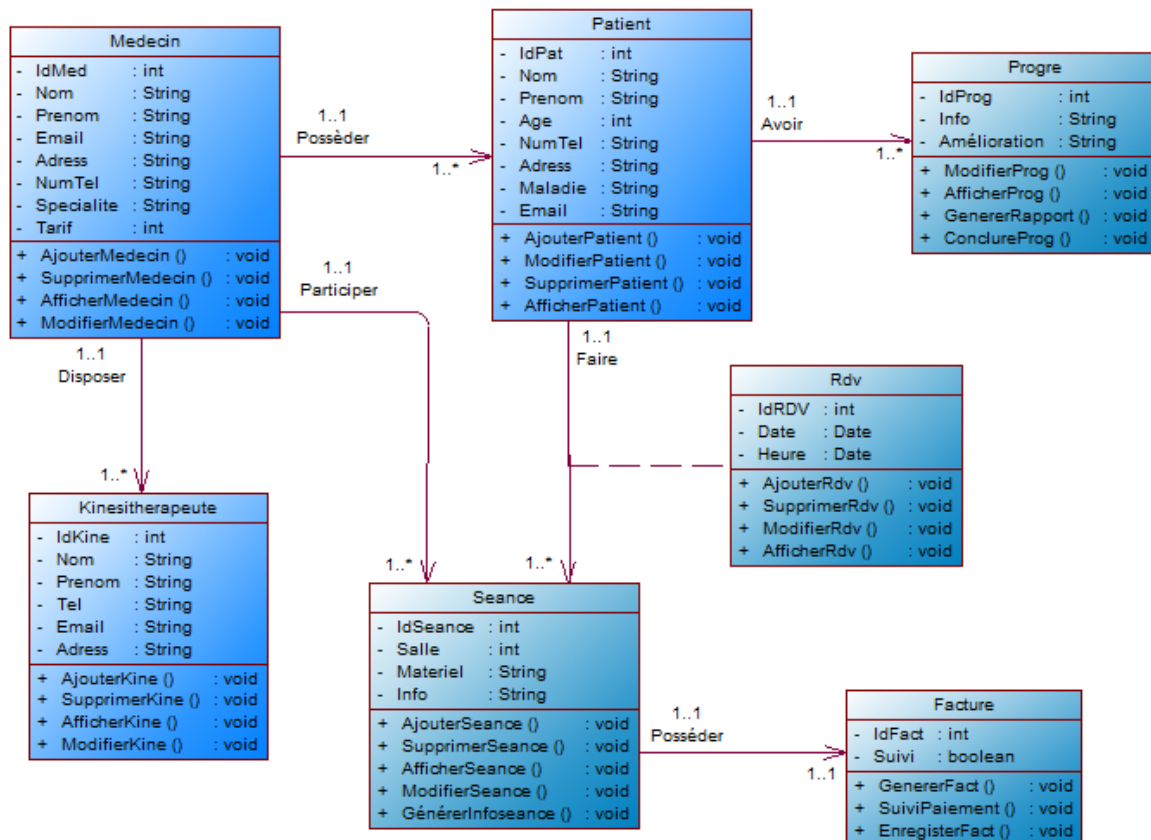 Medecin
- IdMed : int
- Nom : String
- Prenom : String
- Email : String
- Adress : String
- NumTel : String
- Specialite : String
- Tarif : int
+ AjouterMedecin () : void
+ SupprimerMedecin () : void
+ AfficherMedecin () : void
+ ModifierMedecin () : void
1..1
Possèder
1..*
Patient
- IdPat : int
- Nom : String
- Prenom : String
- Age : int
- NumTel : String
- Adress : String
- Maladie : String
- Email : String
+ AjouterPatient () : void
+ ModifierPatient () : void
+ SupprimerPatient () : void
+ AfficherPatient () : void
1..1
Avoir
1..*
Progre
- IdProg : int
- Info : String
- Amélioration : String
+ ModifierProg () : void
+ AfficherProg () : void
+ GenererRapport () : void
+ ConclureProg () : void
1..1
Participer
1..*
1..1
Disposer
1..*
1..1
Faire
1..*
Rdv
- IdRDV : int
- Date : Date
- Heure : Date
+ AjouterRdv () : void
+ SupprimerRdv () : void
+ ModifierRdv () : void
+ AfficherRdv () : void
Kinesitherapeute
- IdKine : int
- Nom : String
- Prenom : String
- Tel : String
- Email : String
- Adress : String
+ AjouterKine () : void
+ SupprimerKine () : void
+ AfficherKine () : void
+ ModifierKine () : void
Seance
- IdSeance : int
- Salle : int
- Materiel : String
- Info : String
+ AjouterSeance () : void
+ SupprimerSeance () : void
+ AfficherSeance () : void
+ ModifierSeance () : void
+ GénérerInfoseance () : void
1..1
Posséder
1..1
Facture
- IdFact : int
- Suivi : boolean
+ GenererFact () : void
+ SuiviPaiement () : void
+ EnregisterFact () : void